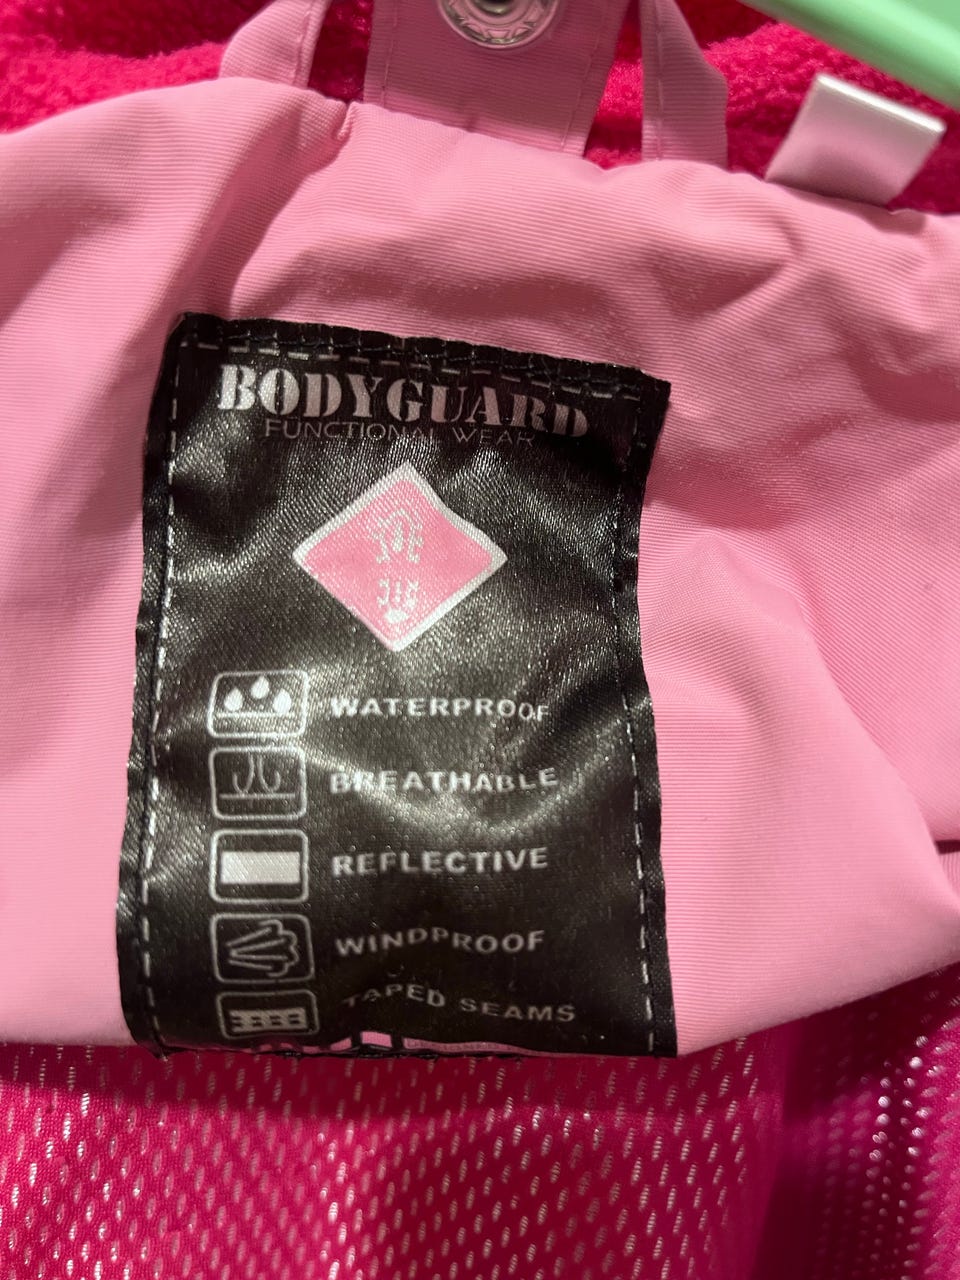 BODYGUARD
FUNCTIONAL WEAR
WATERPROOF
BREATHABLE
REFLECTIVE
WINDPROOF
TAPED SEAMS